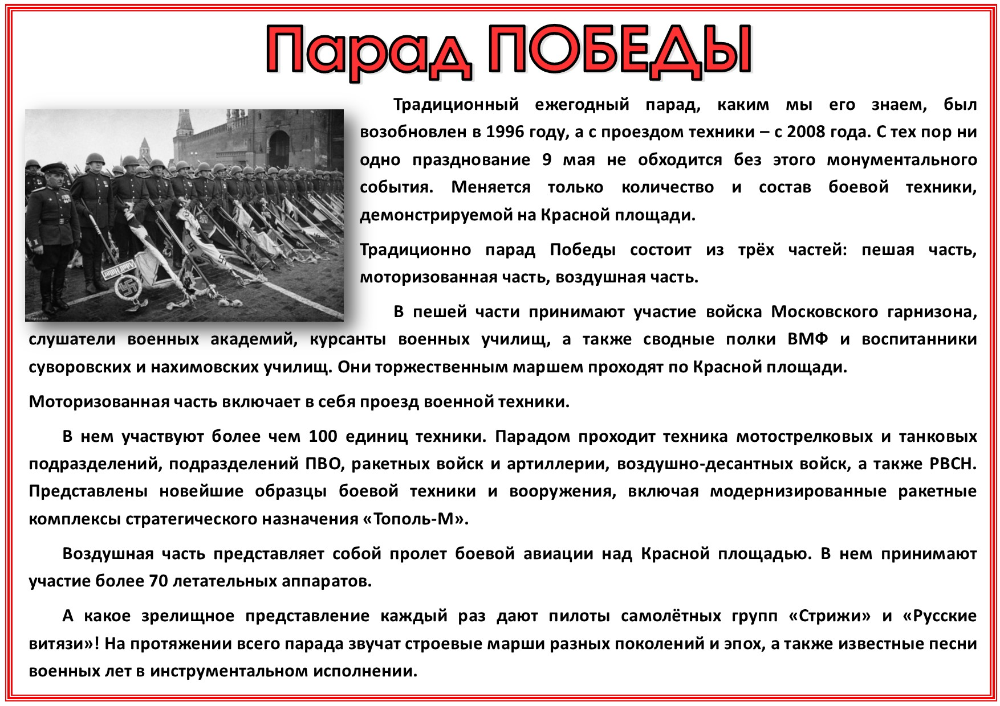 Парад ПОБЕДЫ
Традиционный ежегодный парад, каким мы его знаем, был
возобновлен в 1996 году, а с проездом техники – с 2008 года. С тех пор ни
одно празднование 9 мая не обходится без этого монументального
события. Меняется только количество и состав боевой техники,
демонстрируемой на Красной площади.
Традиционно парад Победы состоит из трёх частей: пешая часть,
моторизованная часть, воздушная часть.
Adolf Hitler
В пешей части принимают участие войска Московского гарнизона,
слушатели военных академий, курсанты военных училищ, а также сводные полки ВМФ и воспитанники
суворовских и нахимовских училищ. Они торжественным маршем проходят по Красной площади.
Моторизованная часть включает в себя проезд военной техники.
В нем участвуют более чем 100 единиц техники. Парадом проходит техника мотострелковых и танковых
подразделений, подразделений ПВО, ракетных войск и артиллерии, воздушно-десантных войск, а также РВСН.
Представлены новейшие образцы боевой техники и вооружения, включая модернизированные ракетные
комплексы стратегического назначения «Тополь-М».
Воздушная часть представляет собой пролет боевой авиации над Красной площадью. В нем принимают
участие более 70 летательных аппаратов.
А какое зрелищное представление каждый раз дают пилоты самолётных групп «Стрижи» и «Русские
витязи»! На протяжении всего парада звучат строевые марши разных поколений и эпох, а также известные песни
военных лет в инструментальном исполнении.